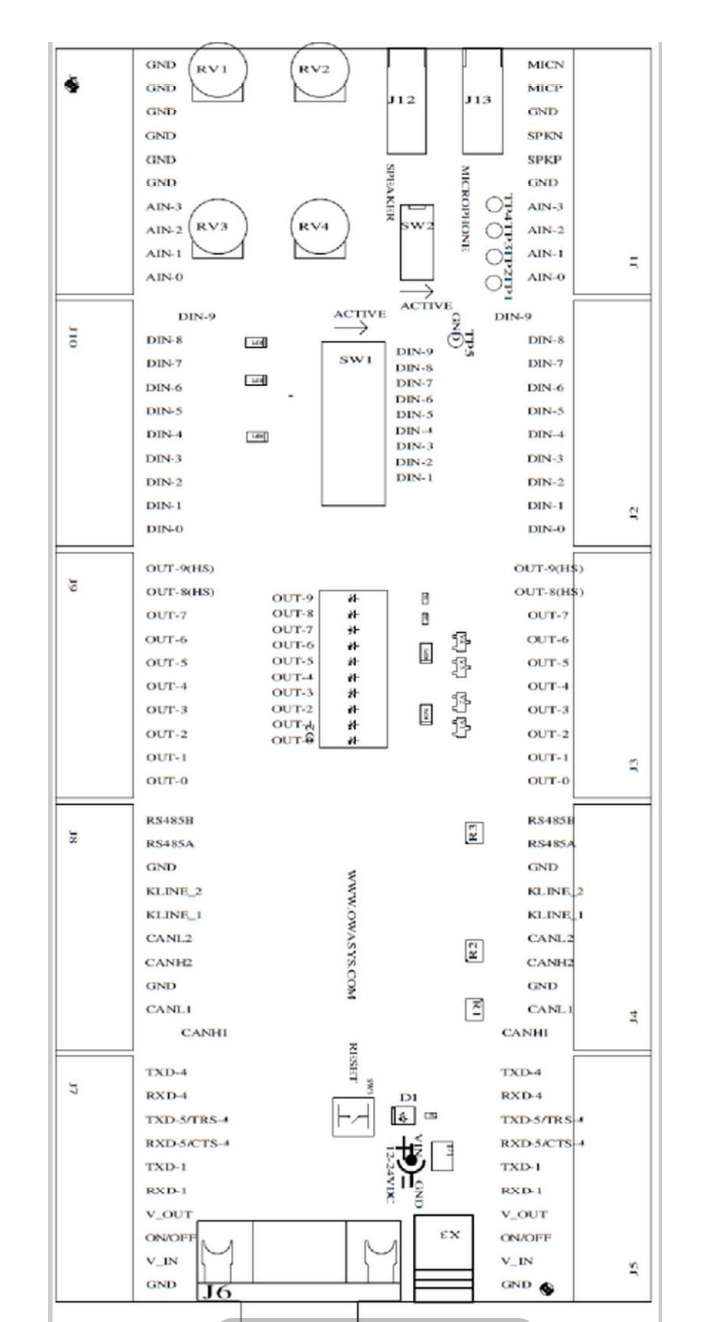 GND RV1 RV2 MICN
GND MICP
GND J12 J13 GND
GND SPKN
GND SPKP
GND SPEAKER MICROPHONE GND
AIN-3 AIN-3
AIN-2 RV3 RV4 SW2 TP4 TP3 TP2 TP1 AIN-2
AIN-1 AIN-1
AIN-0 AIN-0
J1
ACTIVE
ACTIVE
J10 DIN-9 GND TP5 DIN-9
DIN-8 DIN-8
DIN-7 SW1 DIN-9 DIN-7
DIN-6 DIN-8 DIN-6
DIN-5 DIN-7 DIN-5
DIN-4 DIN-6 DIN-4
DIN-3 DIN-5 DIN-3
DIN-2 DIN-4 DIN-2
DIN-1 DIN-3 DIN-1
DIN-0 DIN-2 DIN-0
DIN-1
J2
J9 OUT-9(HS) OUT-9(HS)
OUT-8(HS) OUT-9 OUT-8(HS)
OUT-7 OUT-8 OUT-7
OUT-6 OUT-7 OUT-6
OUT-5 OUT-6 OUT-5
OUT-4 OUT-5 OUT-4
OUT-3 OUT-4 OUT-3
OUT-2 OUT-3 OUT-2
OUT-1 OUT-2 OUT-1
OUT-0 OUT-0
J3
J8 RS485B R3 RS485B
RS485A RS485A
GND GND
KLINE_2 KLINE_2
KLINE_1 WWW.OWASYS.COM KLINE_1
CANL2 R2 CANL2
CANH2 CANH2
GND GND
CANL1 R1 CANL1
CANH1 CANH1
J4
J7 TXD-4 RESET TXD-4
RXD-4 D1 RXD-4
TXD-5/TRS-4 TXD-5/TRS-4
RXD-5/CTS-4 VIN RXD-5/CTS-4
TXD-1 12-24VDC TXD-1
RXD-1 GND RXD-1
V_OUT V_OUT
ON/OFF X3 ON/OFF
V_IN V_IN
GND J6 GND
J5